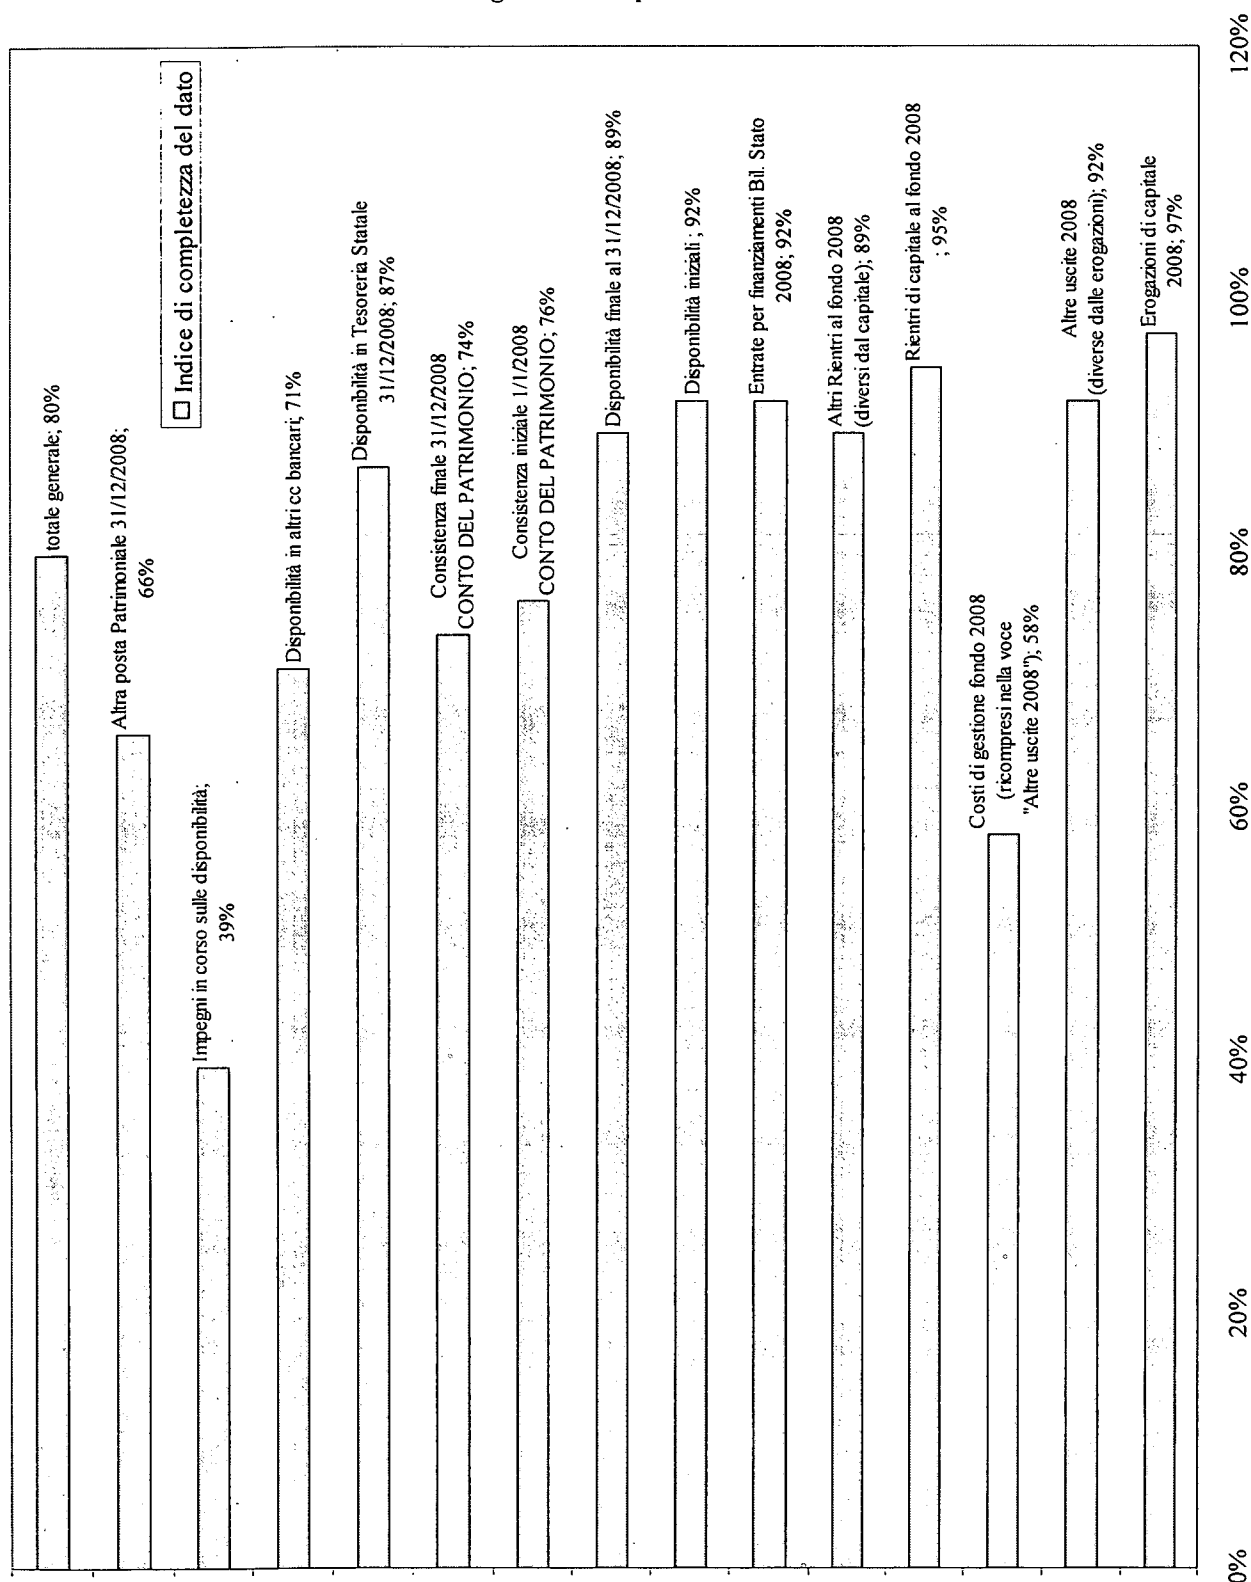 Indice di completezza del dato
totale generale; 80%
Altra posta Patrimoniale 31/12/2008;
66%
Impegni in corso sulle disponibilità;
39%
Disponibilità in altri cc bancari; 71%
Disponibilità in Tesoreria Statale
31/12/2008; 87%
Consistenza finale 31/12/2008
CONTO DEL PATRIMONIO; 74%
Consistenza iniziale 1/1/2008
CONTO DEL PATRIMONIO; 76%
Disponibilità finale al 31/12/2008; 89%
Disponibilità iniziali ; 92%
Entrate per finanziamenti Bil. Stato
2008; 92%
Altri Rientri al fondo 2008
(diversi dal capitale); 89%
Rientri di capitale al fondo 2008
; 95%
Costi di gestione fondo 2008
(ricompresi nella voce
"Altre uscite 2008"); 58%
Altre uscite 2008
(diverse dalle erogazioni); 92%
Erogazioni di capitale
2008; 97%
0%
20%
40%
60%
80%
100%
120%